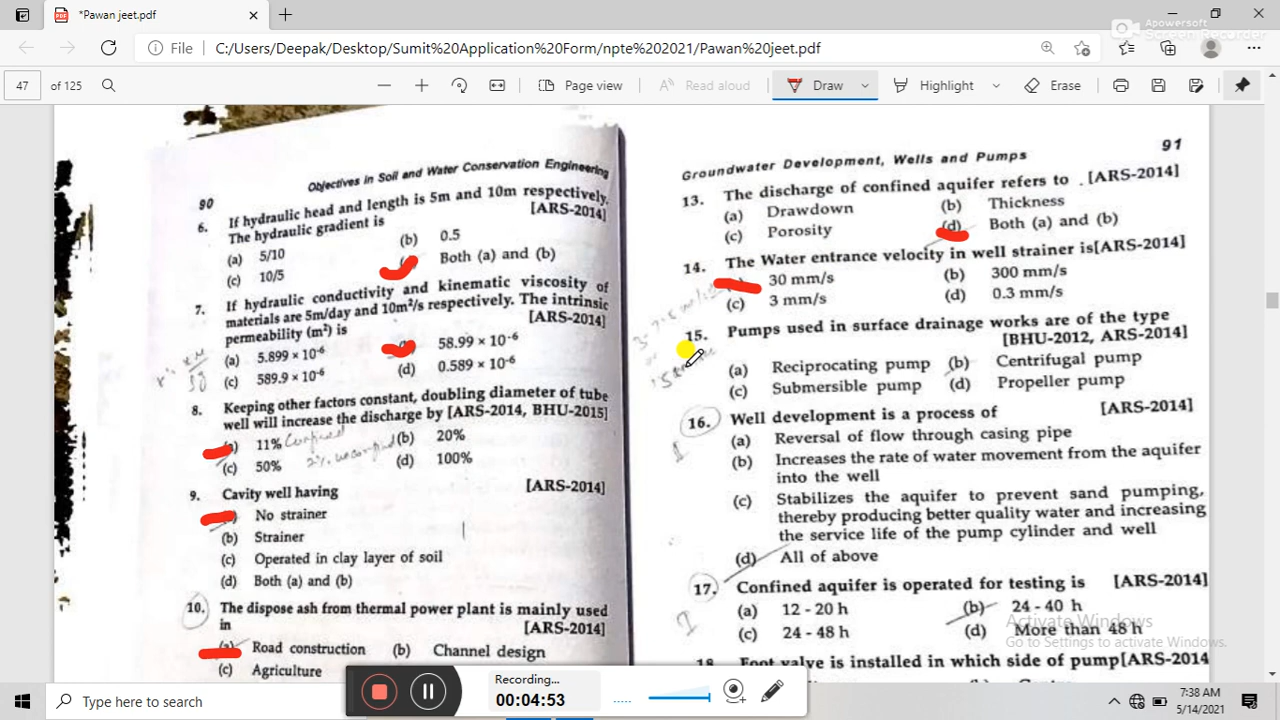 *Pawan jeet.pdf
Apowersoft
Screen Recorder
File C:/Users/Deepak/Desktop/Sumit%20Application%20Form/npte%202021/Pawan%20jeet.pdf
47 of 125 Page view Read aloud Draw Highlight Erase
90 Objectives in Soil and Water Conservation Engineering
6. If hydraulic head and length is 5m and 10m respectively.
The hydraulic gradient is [ARS-2014]
(a) 5/10 (b) 0.5
(c) 10/5 Both (a) and (b)
7. If hydraulic conductivity and kinematic viscosity of
materials are 5m/day and 10m²/s respectively. The intrinsic
permeability (m²) is [ARS-2014]
(a) 5.899 × 10⁻⁶ 58.99 × 10⁻⁶
(c) 589.9 × 10⁻⁶ (d) 0.589 × 10⁻⁶
8. Keeping other factors constant, doubling diameter of tube
well will increase the discharge by [ARS-2014, BHU-2015]
11% Confined (b) 20%
(c) 50% (d) 100%
9. Cavity well having [ARS-2014]
No strainer
(b) Strainer
(c) Operated in clay layer of soil
(d) Both (a) and (b)
10. The dispose ash from thermal power plant is mainly used
in [ARS-2014]
(a) Road construction (b) Channel design
(c) Agriculture
Groundwater Development, Wells and Pumps 91
13. The discharge of confined aquifer refers to . [ARS-2014]
(a) Drawdown (b) Thickness
(c) Porosity (d) Both (a) and (b)
14. The Water entrance velocity in well strainer is[ARS-2014]
30 mm/s (b) 300 mm/s
(c) 3 mm/s (d) 0.3 mm/s
15. Pumps used in surface drainage works are of the type
[BHU-2012, ARS-2014]
(a) Reciprocating pump (b) Centrifugal pump
(c) Submersible pump (d) Propeller pump
16. Well development is a process of [ARS-2014]
(a) Reversal of flow through casing pipe
(b) Increases the rate of water movement from the aquifer
into the well
(c) Stabilizes the aquifer to prevent sand pumping,
thereby producing better quality water and increasing
the service life of the pump cylinder and well
(d) All of above
17. Confined aquifer is operated for testing is [ARS-2014]
(a) 12 - 20 h (b) 24 - 40 h
(c) 24 - 48 h (d) More than 48 h
18. Foot valve is installed in which side of pump[ARS-2014
Activate Windows
Go to Settings to activate Windows.
Recording...
00:04:53
Type here to search
7:38 AM
5/14/2021